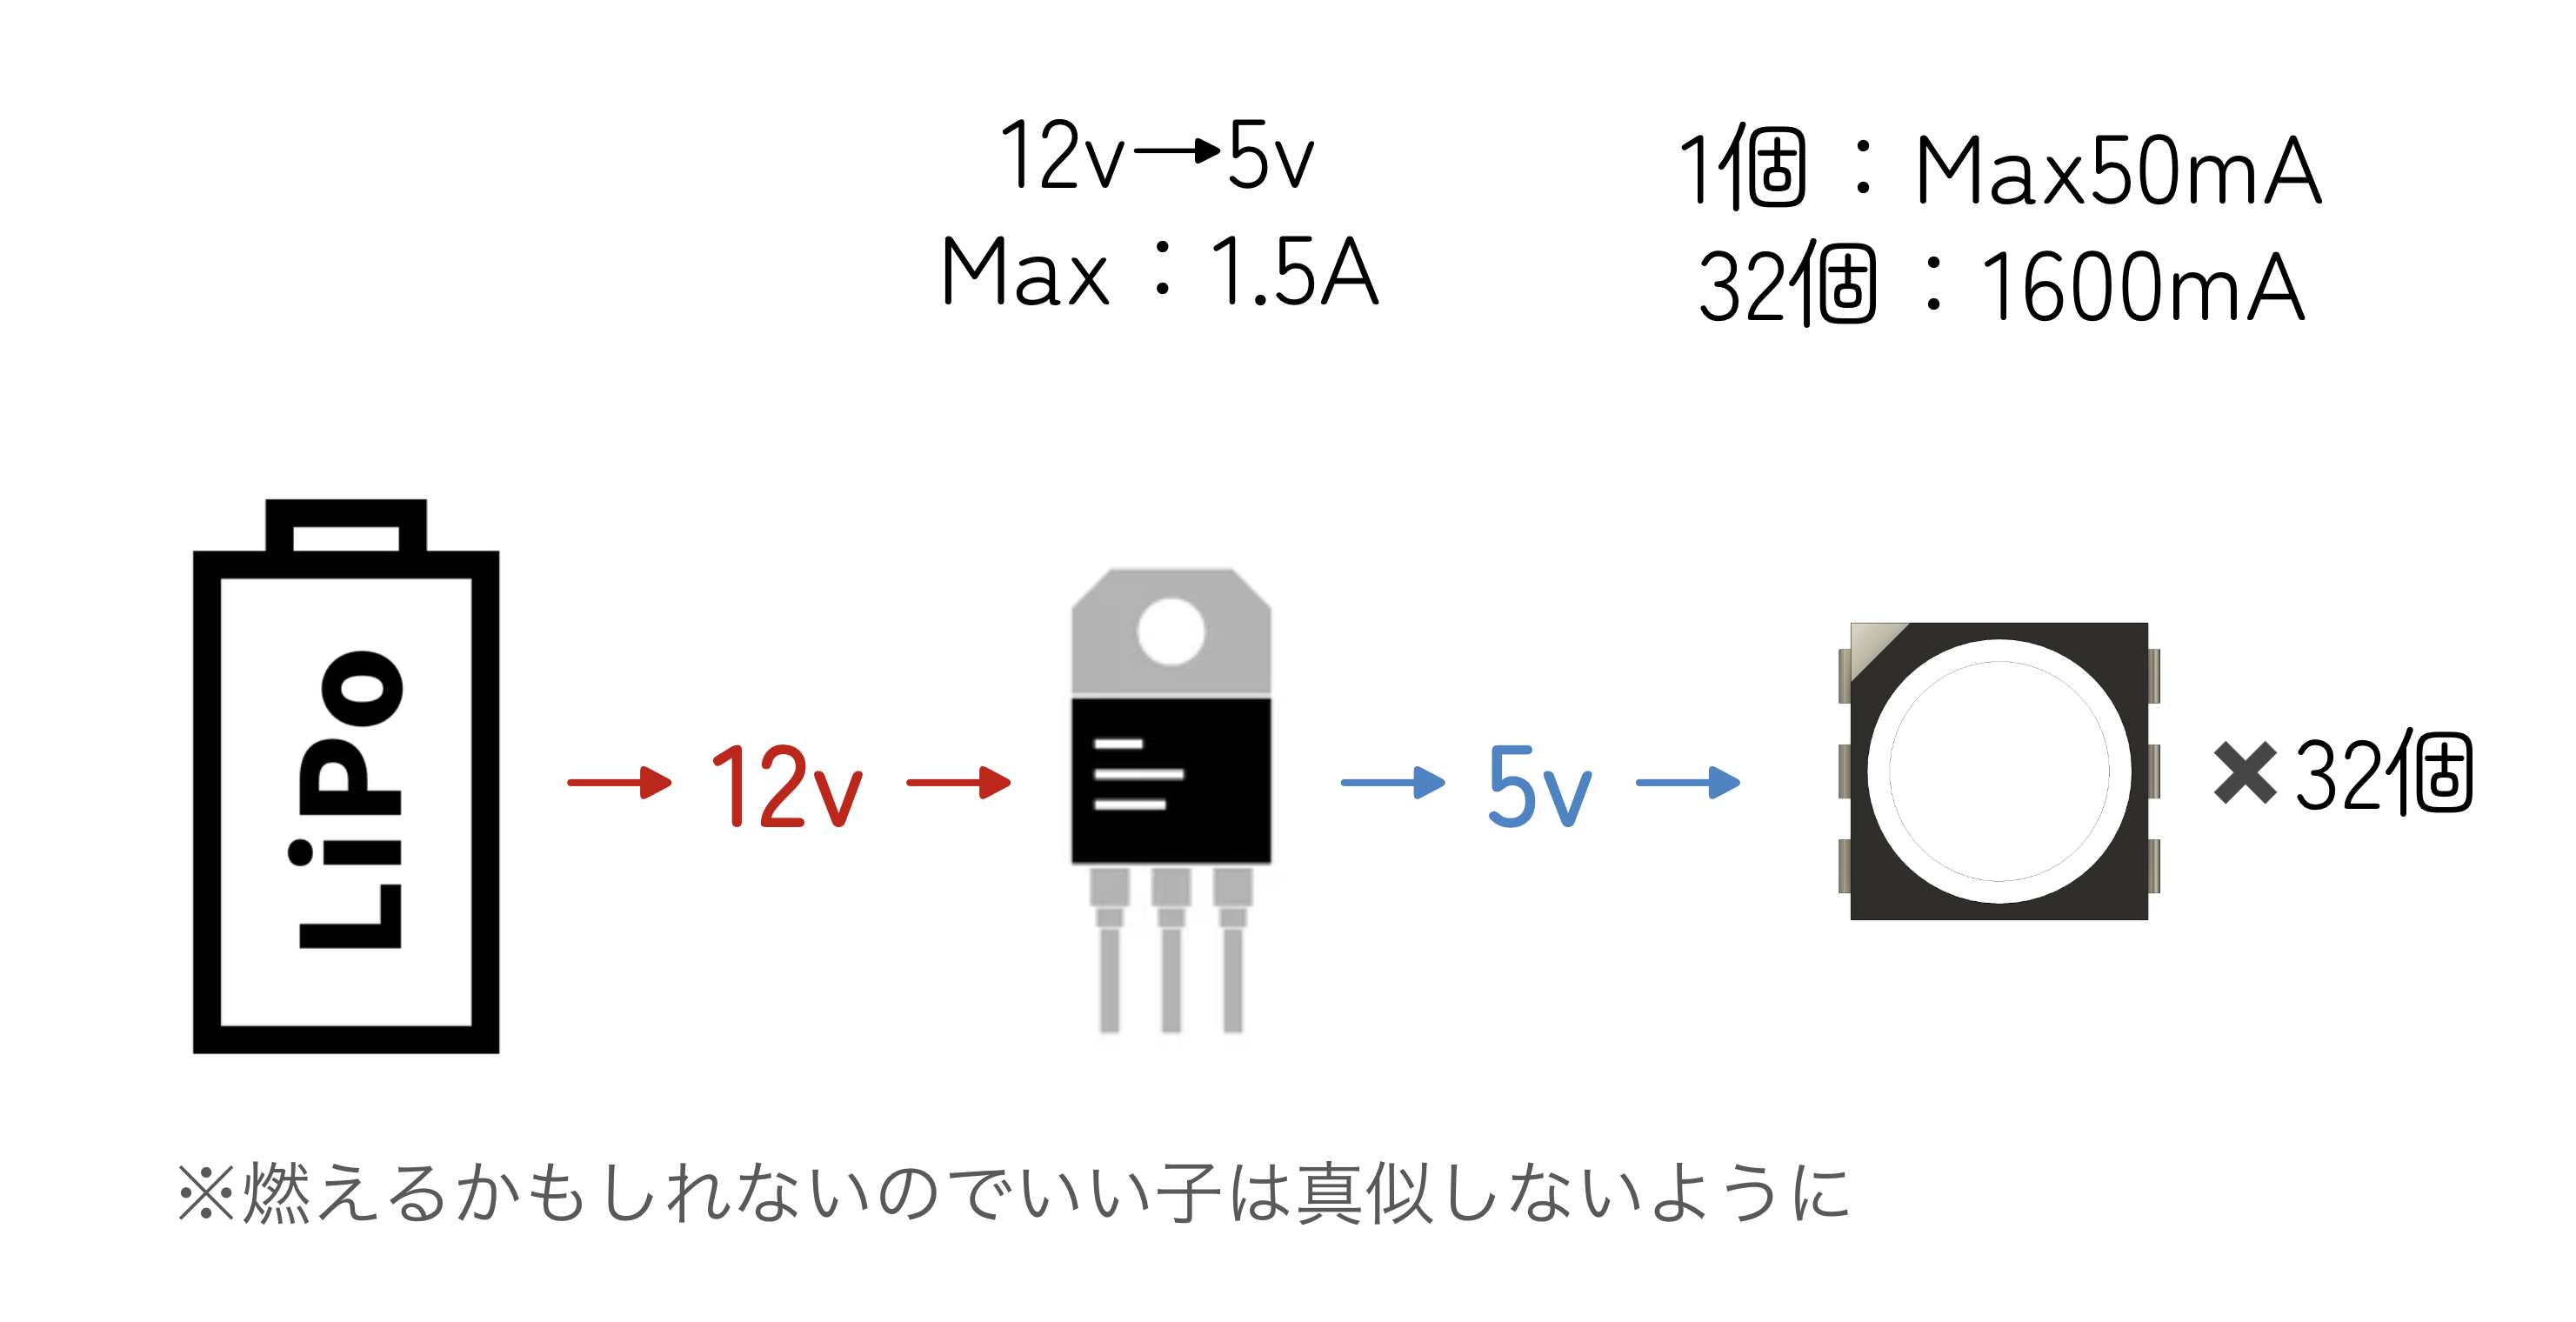 12v→5v
Max：1.5A
1個：Max50mA
32個：1600mA
LiPo
→ 12v →
→ 5v →
×32個
※燃えるかもしれないのでいい子は真似しないように